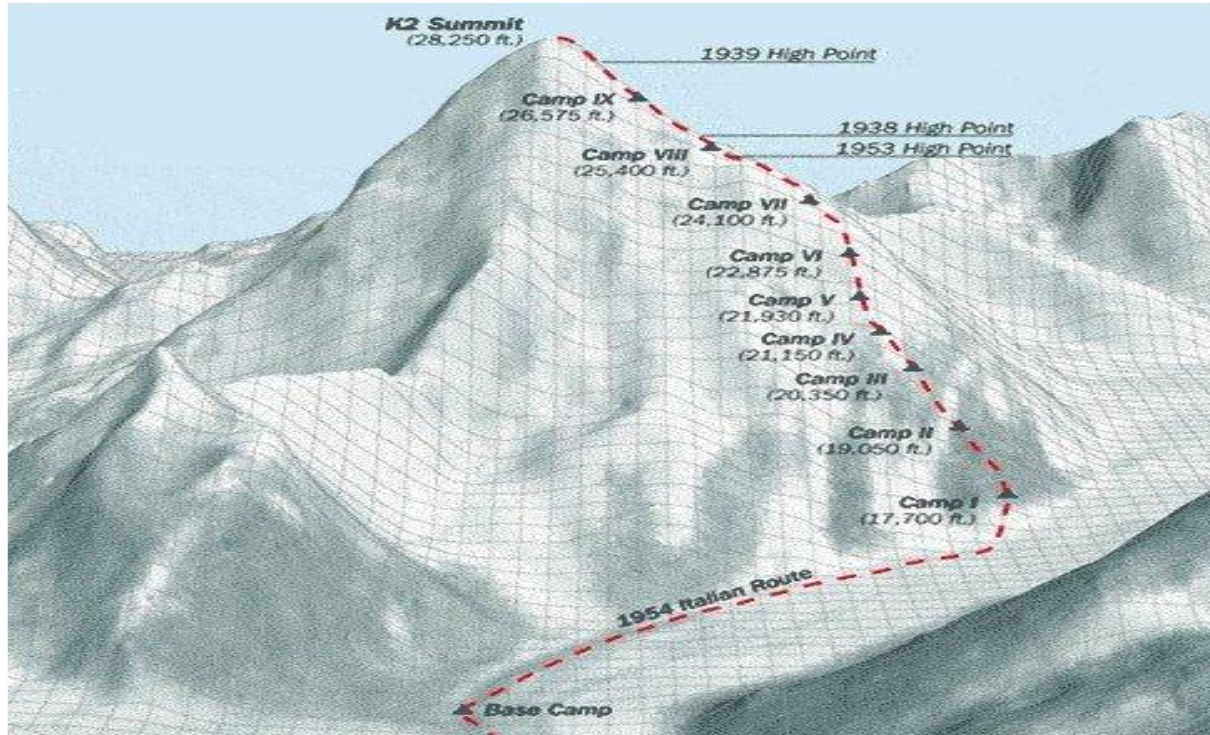 K2 Summit
(28,250 ft.)
1939 High Point
Camp IX
(26,575 ft.)
1938 High Point
1953 High Point
Camp VIII
(25,400 ft.)
Camp VII
(24,100 ft.)
Camp VI
(22,875 ft.)
Camp V
(21,930 ft.)
Camp IV
(21,150 ft.)
Camp III
(20,350 ft.)
Camp II
(19,050 ft.)
Camp I
(17,700 ft.)
1954 Italian Route
Base Camp